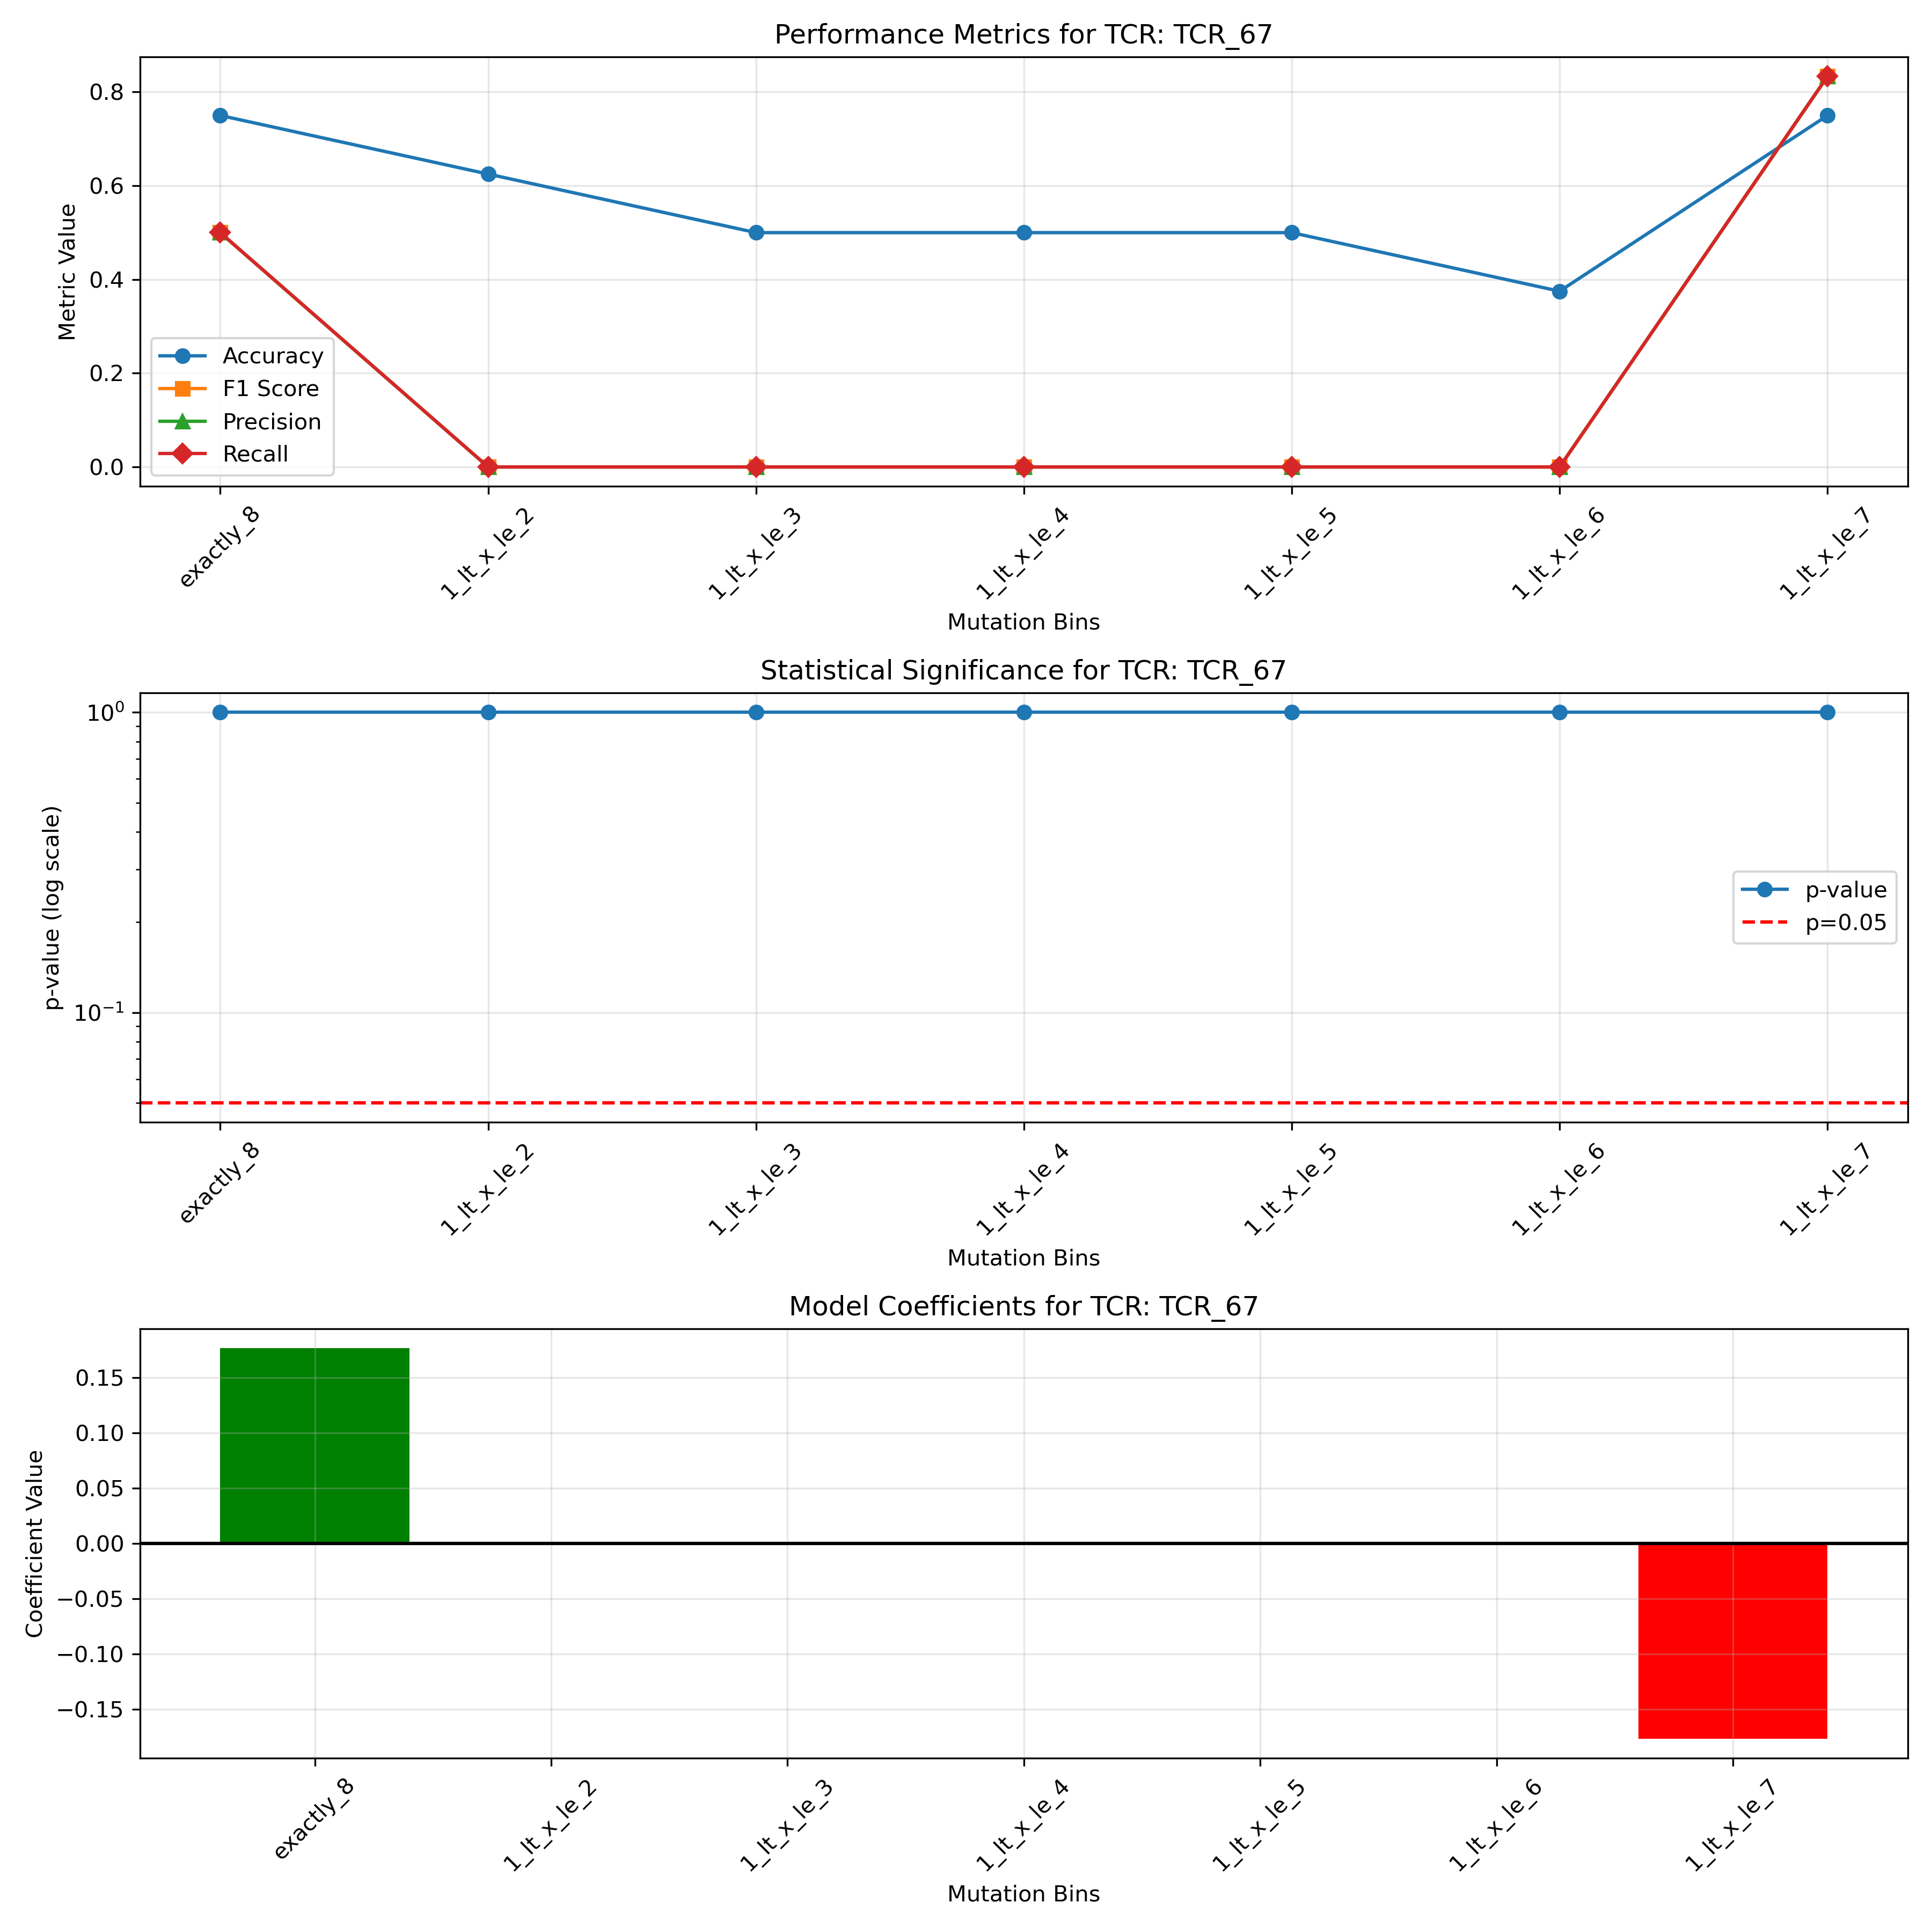 Performance Metrics for TCR: TCR_67
Metric Value
0.8
0.6
0.4
0.2
0.0
Accuracy
F1 Score
Precision
Recall
exactly_8
1_lt_x_le_2
1_lt_x_le_3
1_lt_x_le_4
1_lt_x_le_5
1_lt_x_le_6
1_lt_x_le_7
Mutation Bins
Statistical Significance for TCR: TCR_67
p-value (log scale)
10⁰
10⁻¹
p-value
p=0.05
exactly_8
1_lt_x_le_2
1_lt_x_le_3
1_lt_x_le_4
1_lt_x_le_5
1_lt_x_le_6
1_lt_x_le_7
Mutation Bins
Model Coefficients for TCR: TCR_67
Coefficient Value
0.15
0.10
0.05
0.00
−0.05
−0.10
−0.15
exactly_8
1_lt_x_le_2
1_lt_x_le_3
1_lt_x_le_4
1_lt_x_le_5
1_lt_x_le_6
1_lt_x_le_7
Mutation Bins